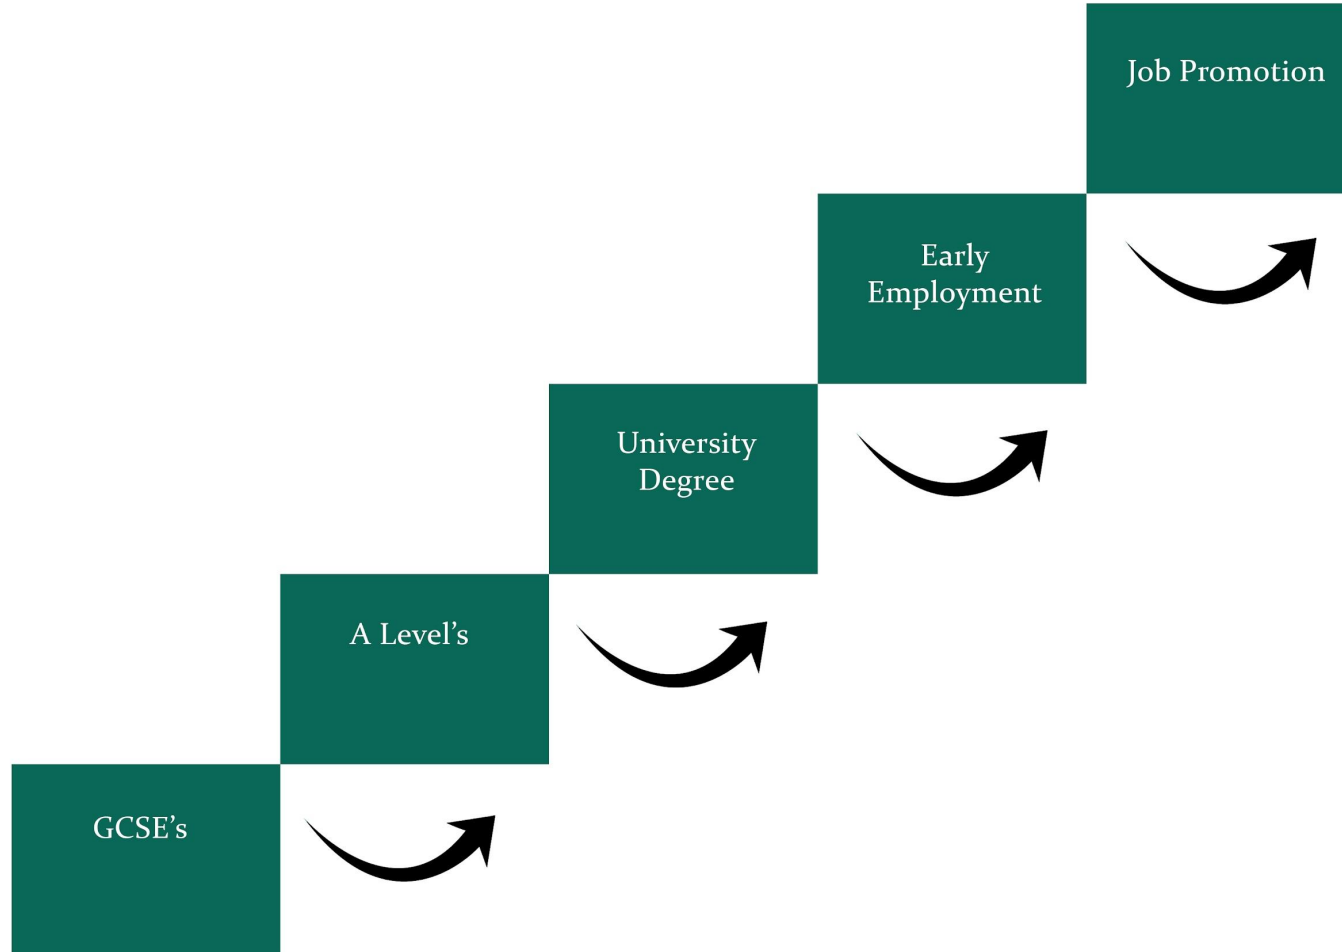 Job Promotion
Early
Employment
University
Degree
A Level’s
GCSE’s